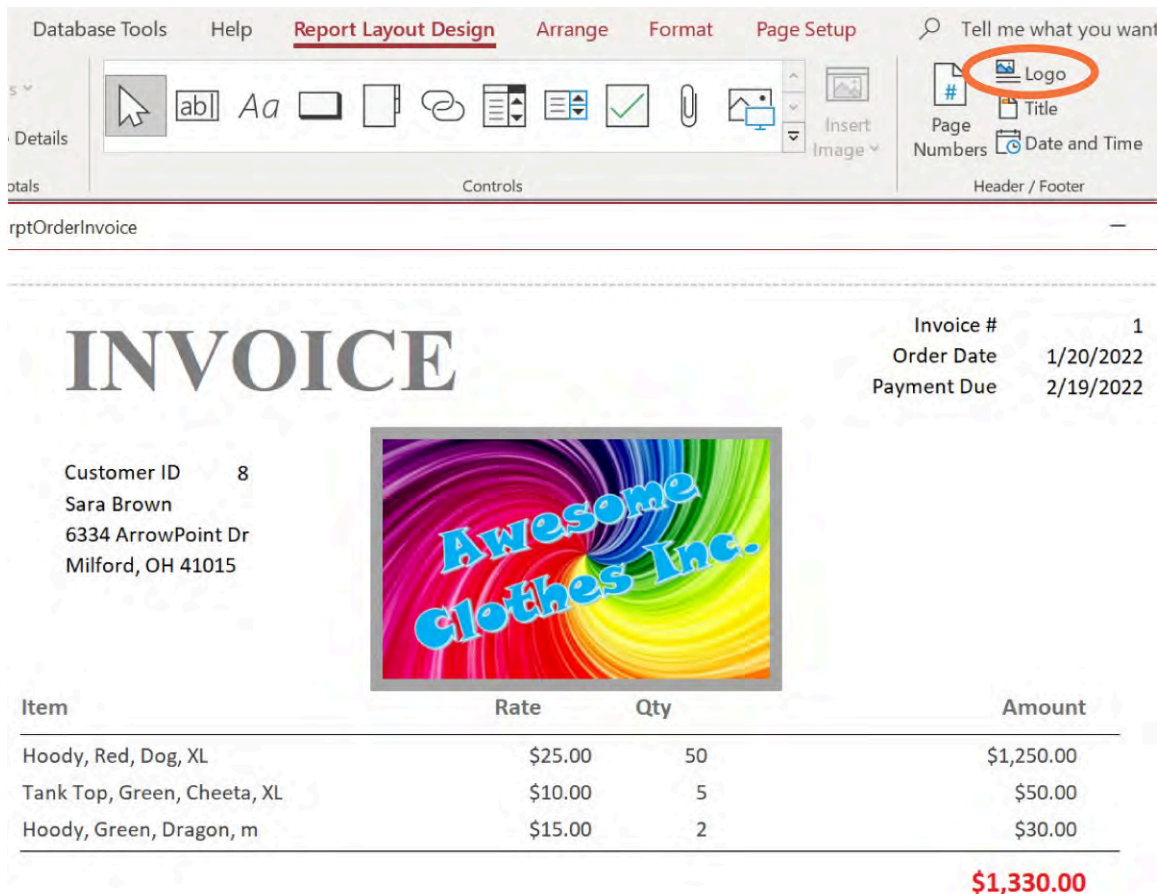 Database Tools Help Report Layout Design Arrange Format Page Setup Tell me what you want
ab| Aa
Details
Insert Image
Page Numbers
Logo
Title
Date and Time
Controls
Header / Footer
rptOrderInvoice
INVOICE
Invoice # 1
Order Date 1/20/2022
Payment Due 2/19/2022
Customer ID 8
Sara Brown
6334 ArrowPoint Dr
Milford, OH 41015
Awesome
Clothes Inc.
Item Rate Qty Amount
Hoody, Red, Dog, XL $25.00 50 $1,250.00
Tank Top, Green, Cheeta, XL $10.00 5 $50.00
Hoody, Green, Dragon, m $15.00 2 $30.00
$1,330.00